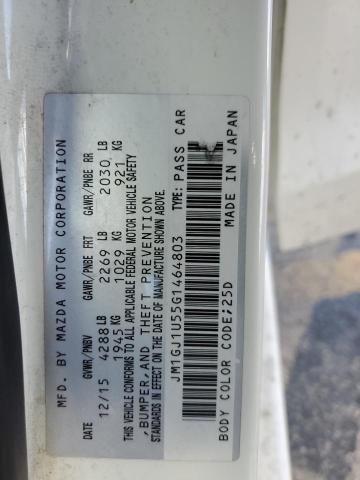 MFD. BY MAZDA MOTOR CORPORATION
GVWR/PNBV GAWR/PNBE FRT GAWR/PNBE RR
12/15 4288 LB 2269 LB 2030 LB
1945 KG 1029 KG 921 KG
THIS VEHICLE CONFORMS TO ALL APPLICABLE FEDERAL MOTOR VEHICLE SAFETY
,BUMPER,AND THEFT PREVENTION
STANDARDS IN EFFECT ON THE DATE OF MANUFACTURE SHOWN ABOVE.
JM1GJ1U55G1464803 TYPE: PASS CAR
BODY COLOR CODE;25D MADE IN JAPAN